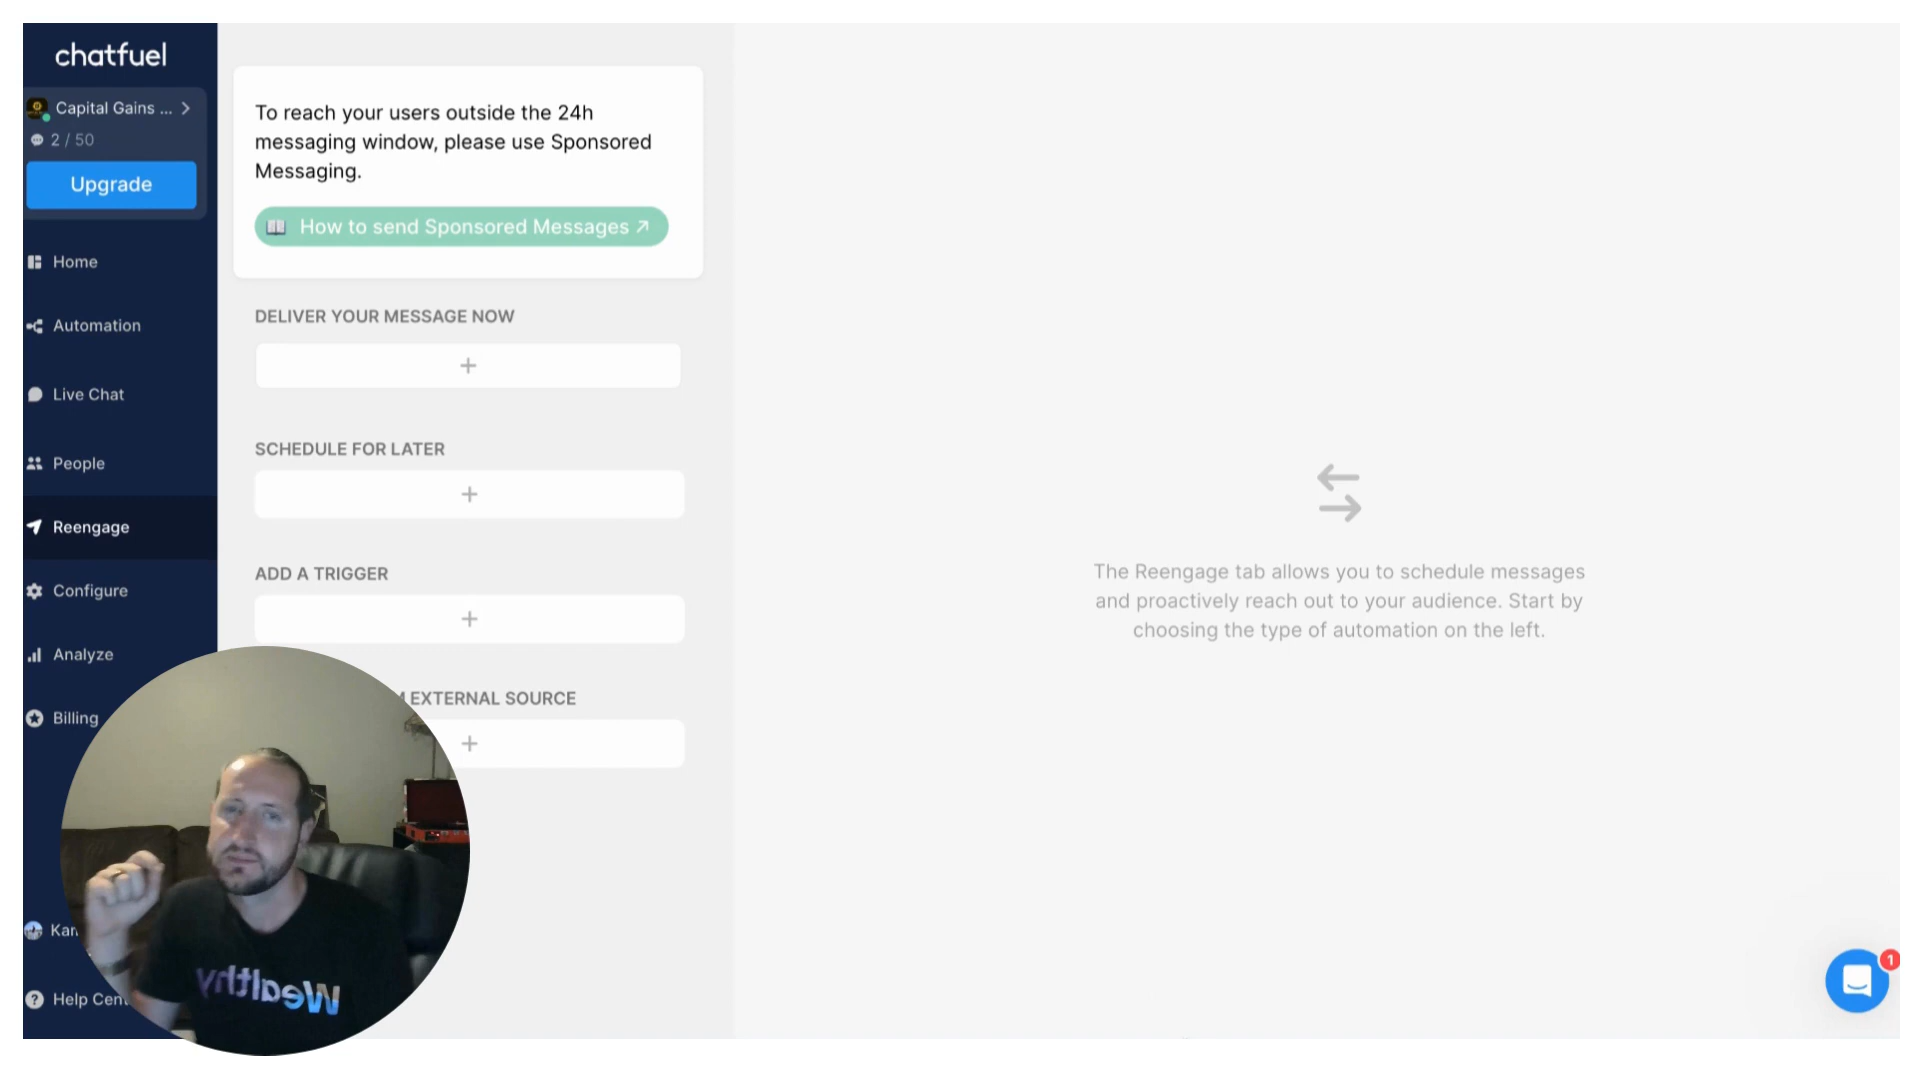 chatfuel
Capital Gains ...
2 / 50
Upgrade
Home
Automation
Live Chat
People
Reengage
Configure
Analyze
Billing
Help Cen
To reach your users outside the 24h
messaging window, please use Sponsored
Messaging.
How to send Sponsored Messages
DELIVER YOUR MESSAGE NOW
+
SCHEDULE FOR LATER
+
ADD A TRIGGER
+
EXTERNAL SOURCE
+
The Reengage tab allows you to schedule messages
and proactively reach out to your audience. Start by
choosing the type of automation on the left.
1
Wealthy